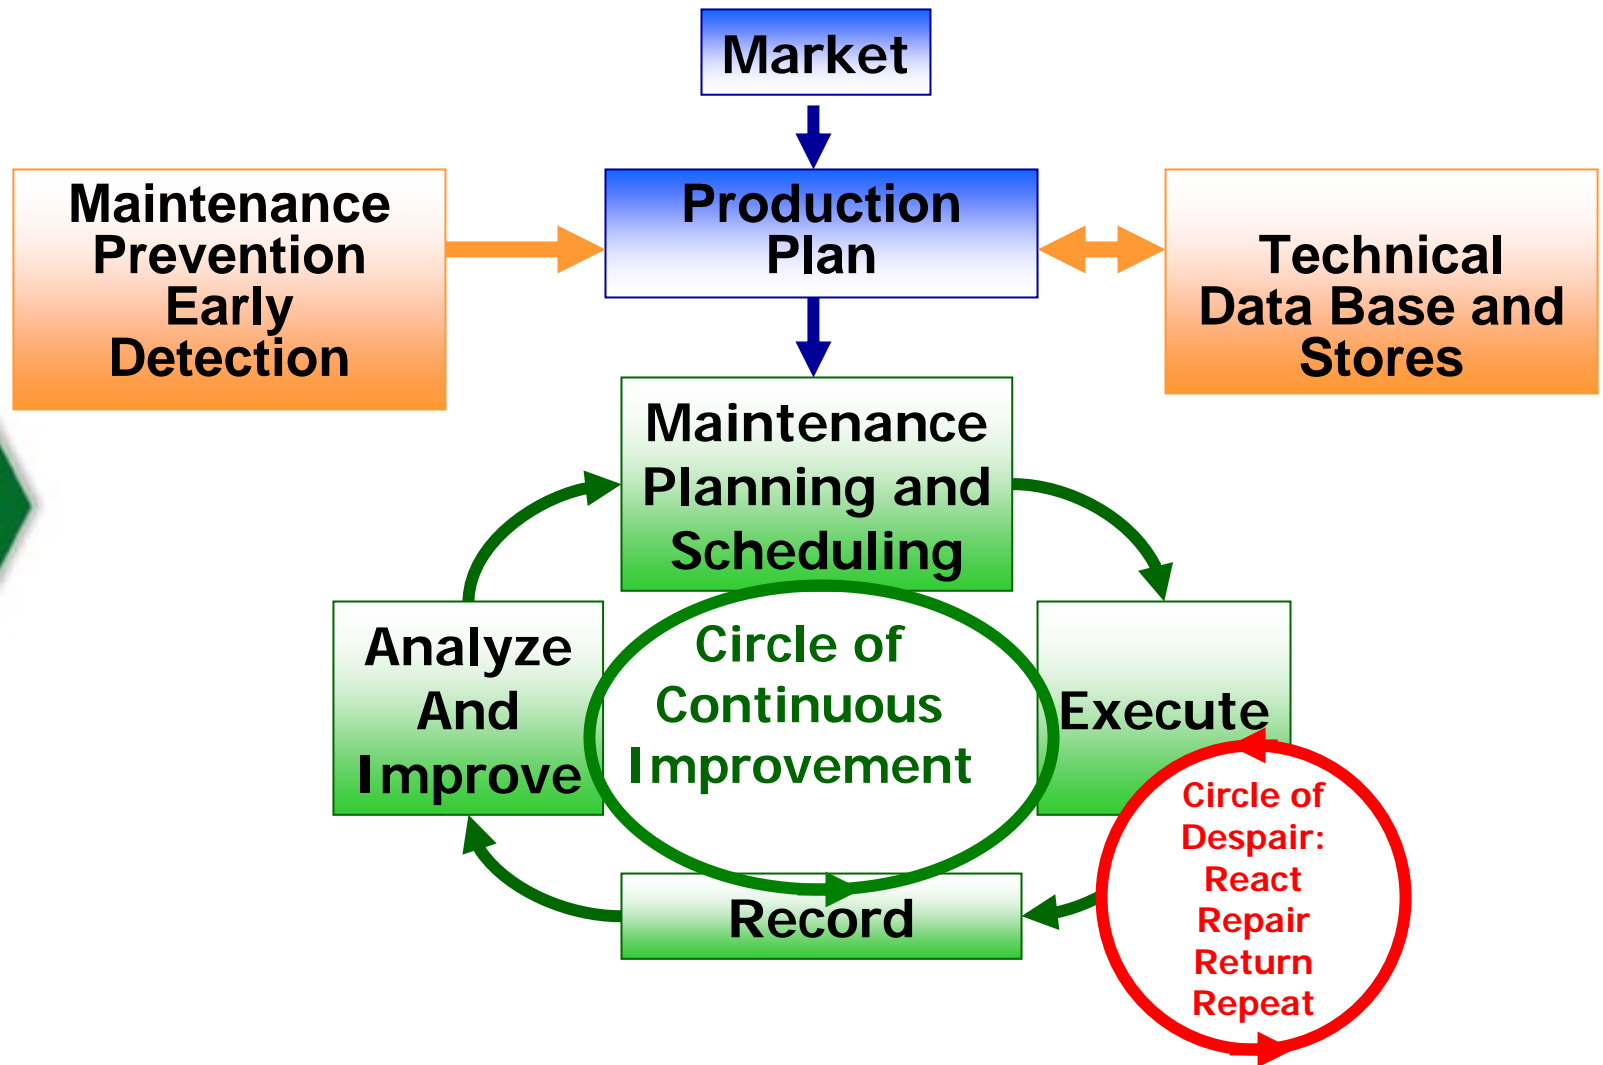 Market
Maintenance
Prevention
Early
Detection
Production
Plan
Technical
Data Base and
Stores
Maintenance
Planning and
Scheduling
Analyze
And
Improve
Circle of
Continuous
Improvement
Execute
Record
Circle of
Despair:
React
Repair
Return
Repeat